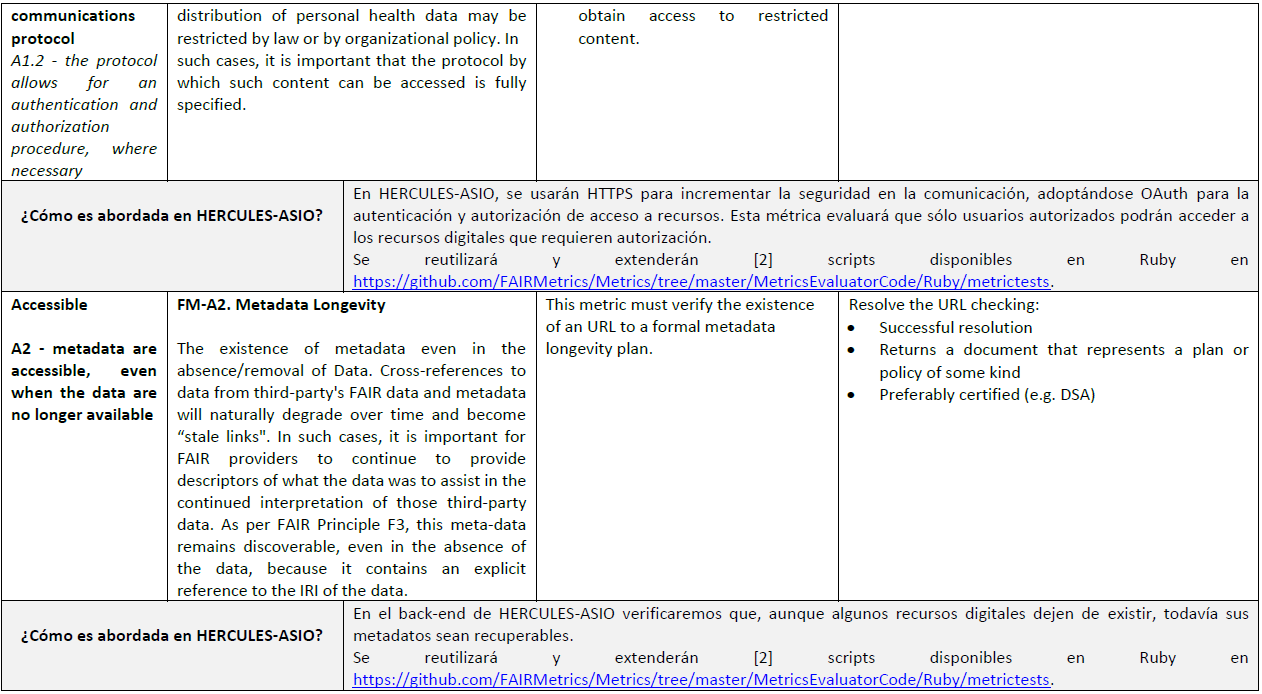 communications
protocol
A1.2 - the protocol
allows for an
authentication and
authorization
procedure, where
necessary
distribution of personal health data may be
restricted by law or by organizational policy. In
such cases, it is important that the protocol by
which such content can be accessed is fully
specified.
obtain access to restricted
content.
¿Cómo es abordada en HERCULES-ASIO?
En HERCULES-ASIO, se usarán HTTPS para incrementar la seguridad en la comunicación, adoptándose OAuth para la
autenticación y autorización de acceso a recursos. Esta métrica evaluará que sólo usuarios autorizados podrán acceder a
los recursos digitales que requieren autorización.
Se reutilizará y extenderán [2] scripts disponibles en Ruby en
https://github.com/FAIRMetrics/Metrics/tree/master/MetricsEvaluatorCode/Ruby/metrictests.
Accessible
A2 - metadata are
accessible, even
when the data are
no longer available
FM-A2. Metadata Longevity
The existence of metadata even in the
absence/removal of Data. Cross-references to
data from third-party's FAIR data and metadata
will naturally degrade over time and become
“stale links". In such cases, it is important for
FAIR providers to continue to provide
descriptors of what the data was to assist in the
continued interpretation of those third-party
data. As per FAIR Principle F3, this meta-data
remains discoverable, even in the absence of
the data, because it contains an explicit
reference to the IRI of the data.
This metric must verify the existence
of an URL to a formal metadata
longevity plan.
Resolve the URL checking:
• Successful resolution
• Returns a document that represents a plan or
policy of some kind
• Preferably certified (e.g. DSA)
¿Cómo es abordada en HERCULES-ASIO?
En el back-end de HERCULES-ASIO verificaremos que, aunque algunos recursos digitales dejen de existir, todavía sus
metadatos sean recuperables.
Se reutilizará y extenderán [2] scripts disponibles en Ruby en
https://github.com/FAIRMetrics/Metrics/tree/master/MetricsEvaluatorCode/Ruby/metrictests.